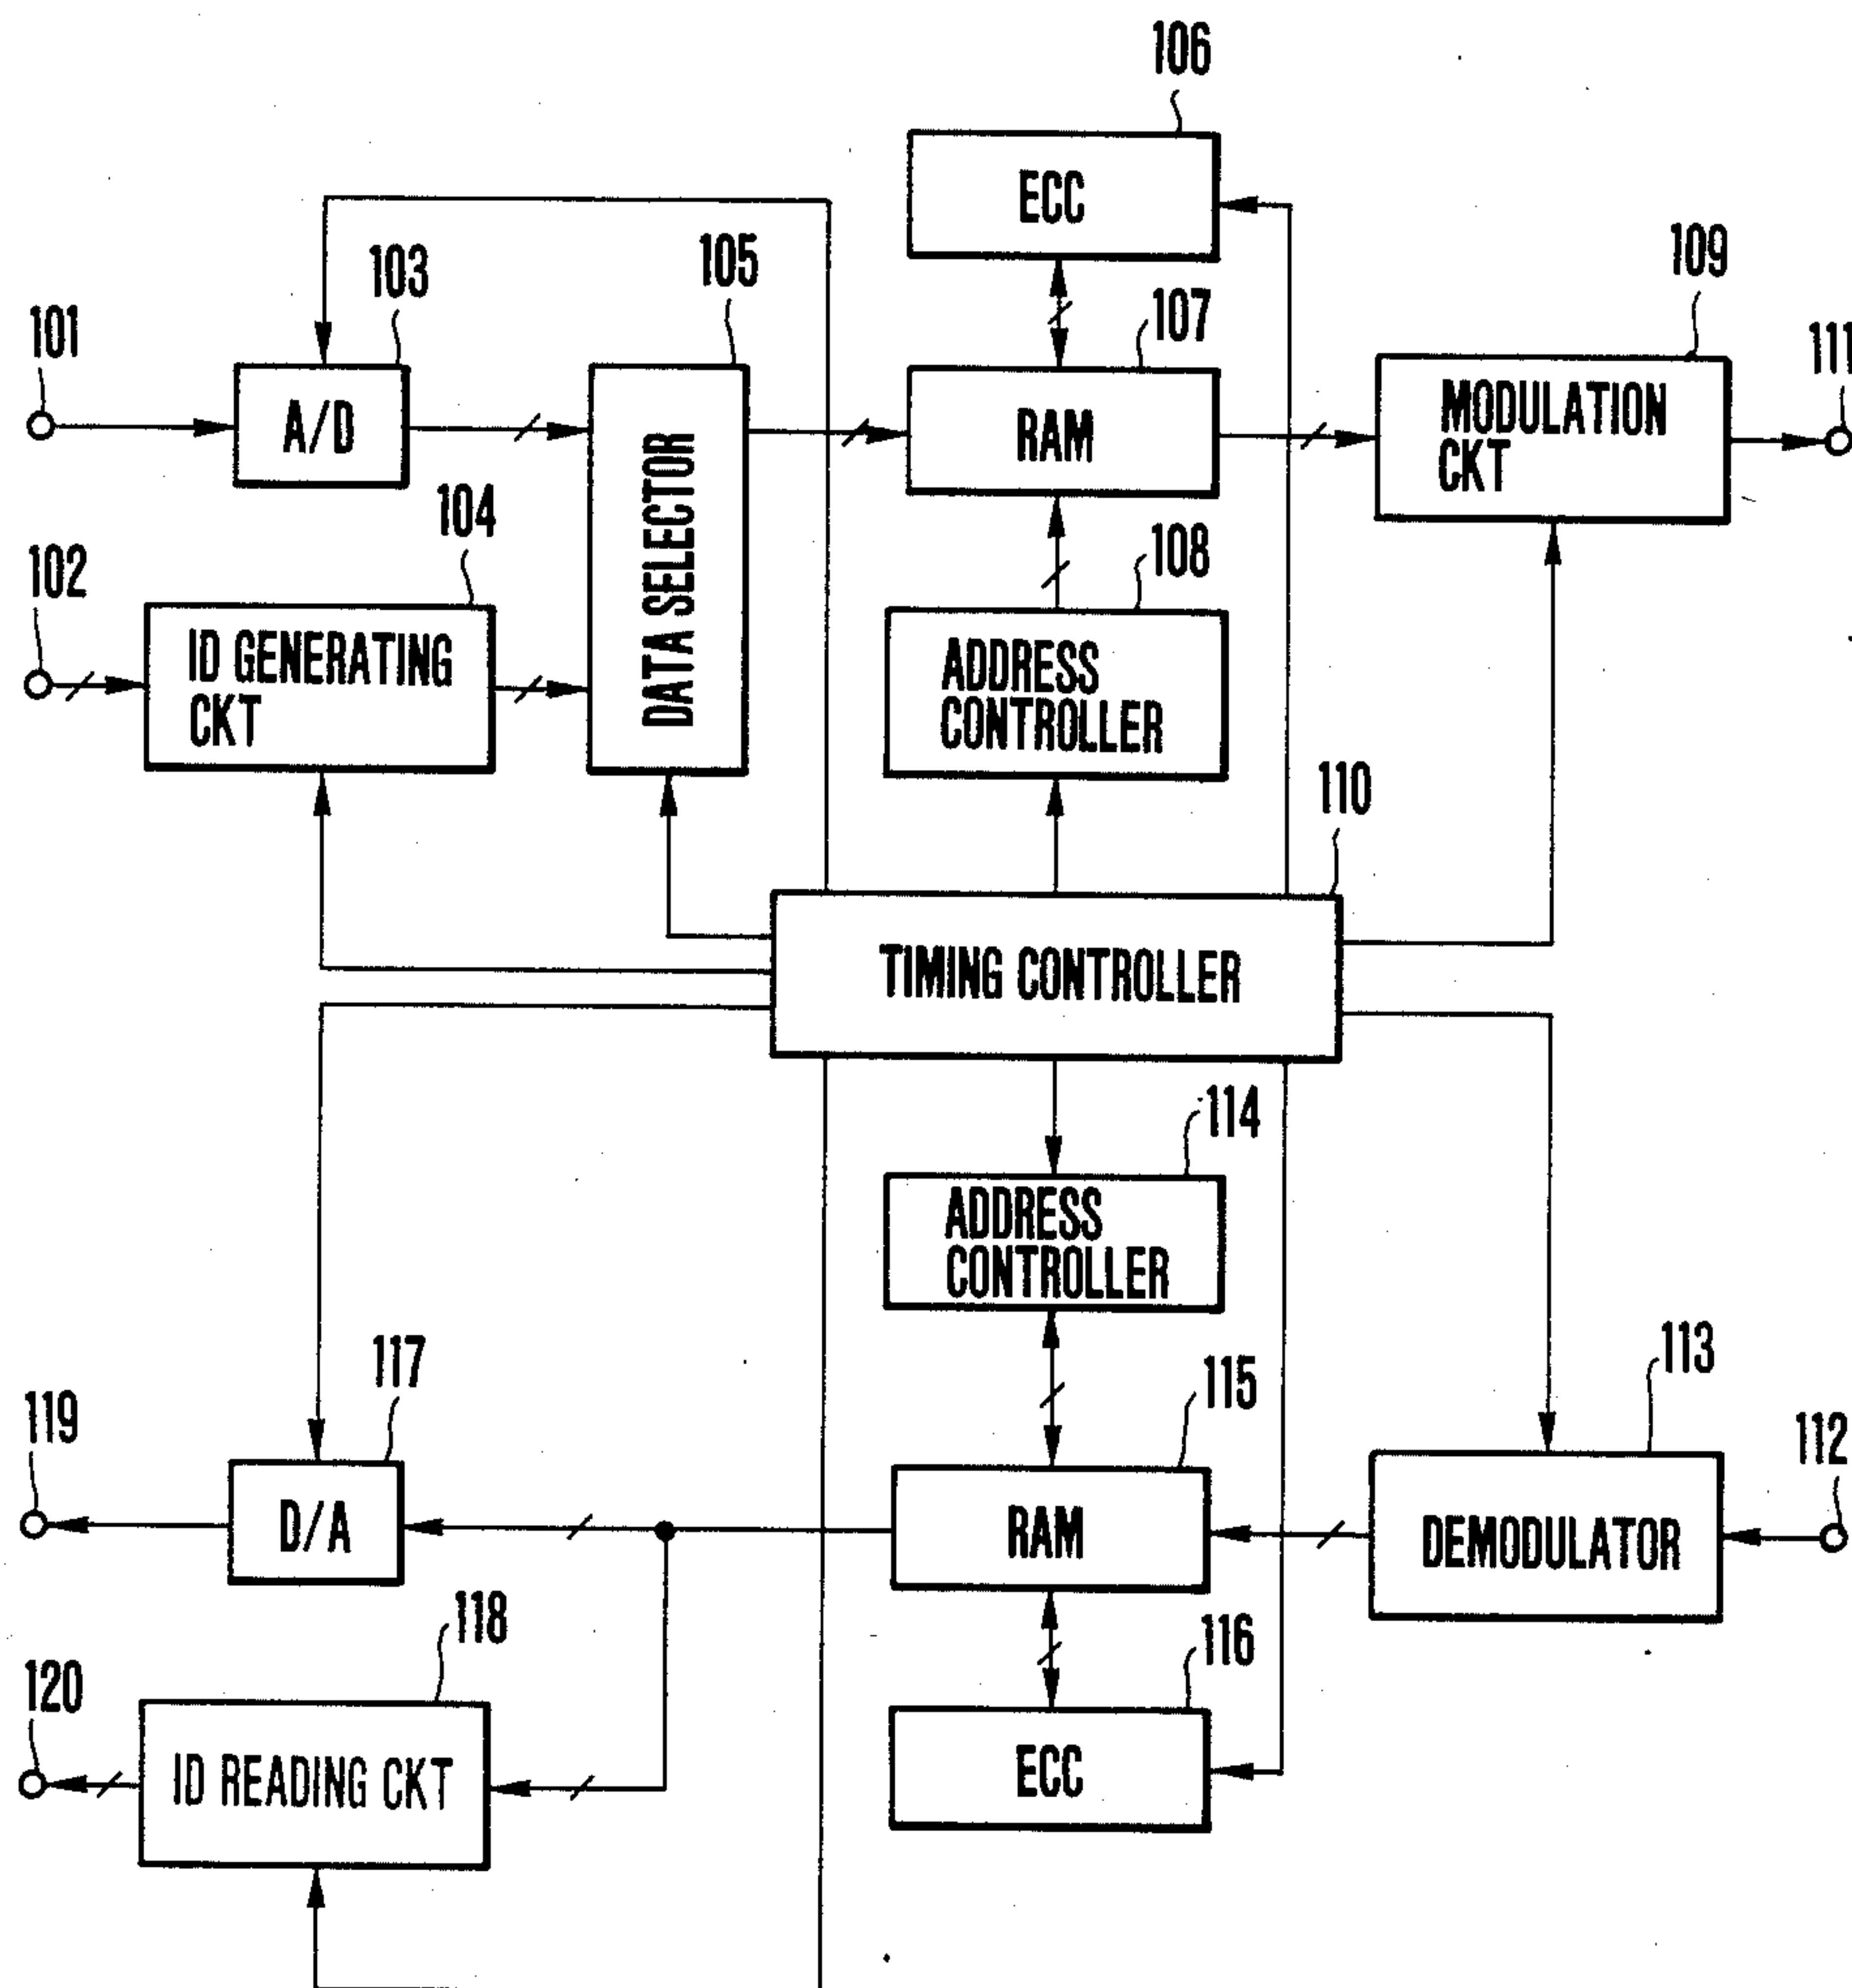 106
ECC
101
103
105
107
109
111
A/D
DATA SELECTOR
RAM
MODULATION
CKT
102
104
108
ID GENERATING
CKT
ADDRESS
CONTROLLER
110
TIMING CONTROLLER
114
ADDRESS
CONTROLLER
119
117
115
113
112
D/A
RAM
DEMODULATOR
120
118
116
ID READING CKT
ECC